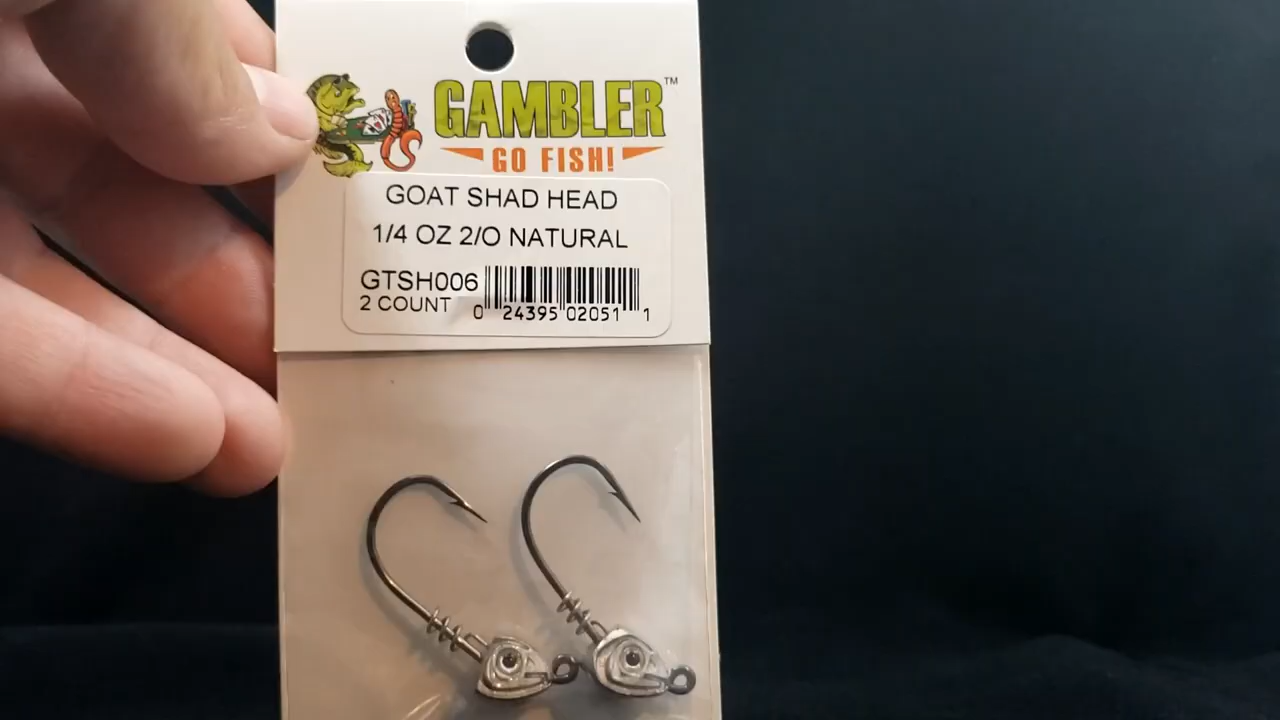 GAMBLER™
GO FISH!
GOAT SHAD HEAD
1/4 OZ 2/O NATURAL
GTSH006
2 COUNT
0 24395 02051 1